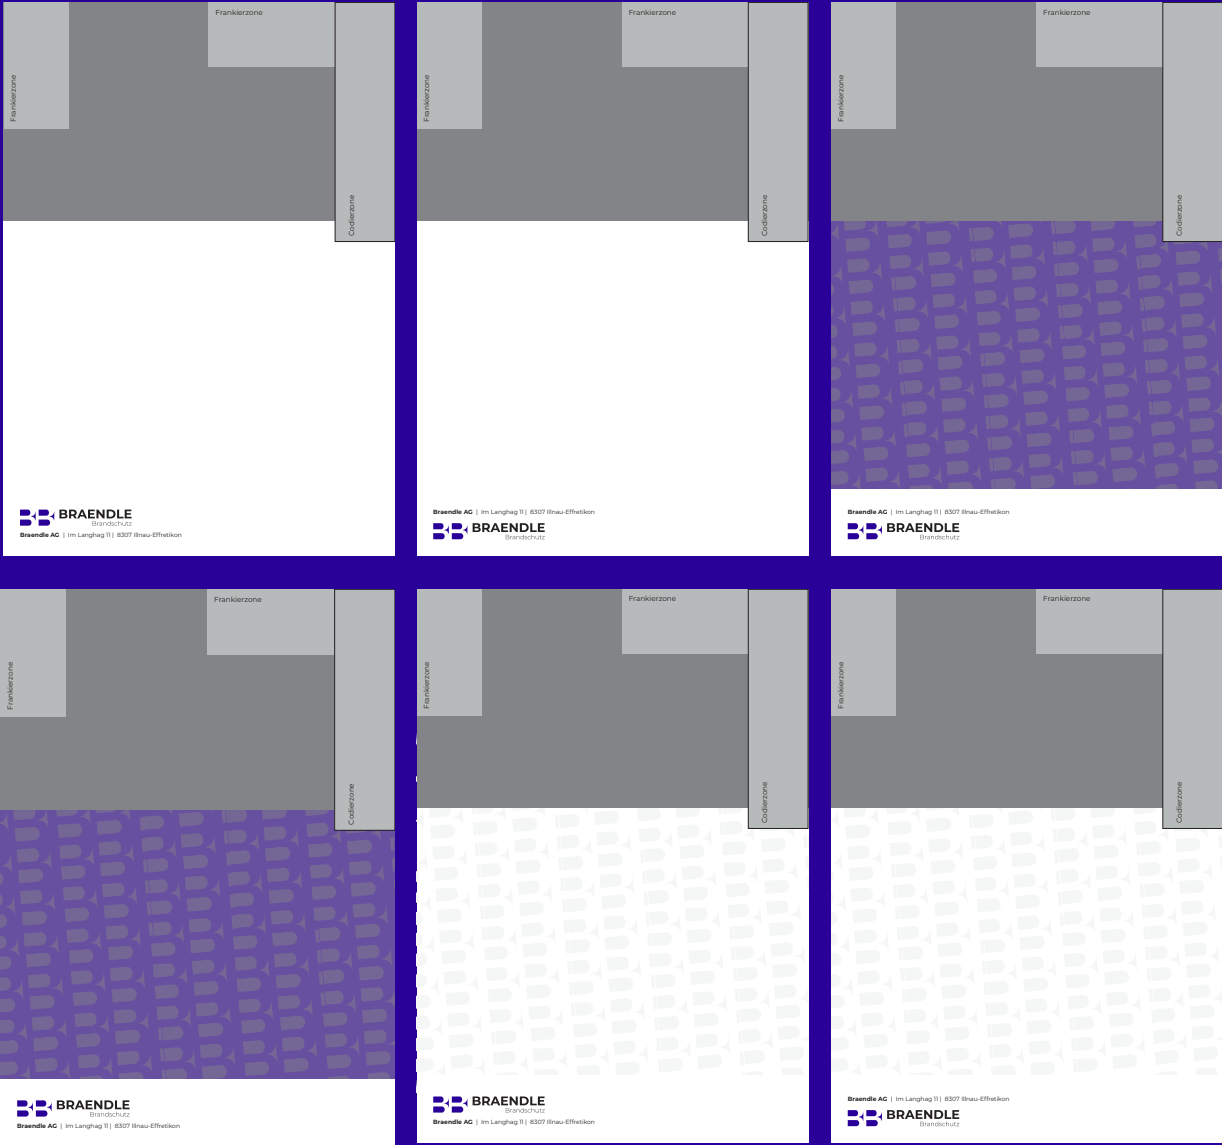 Frankierzone
Frankierzone
Codierzone
BRAENDLE
Brandschutz
Braendle AG | Im Langhag 11 | 8307 Illnau-Effretikon
Frankierzone
Frankierzone
Codierzone
Braendle AG | Im Langhag 11 | 8307 Illnau-Effretikon
BRAENDLE
Brandschutz
Frankierzone
Frankierzone
Codierzone
Braendle AG | Im Langhag 11 | 8307 Illnau-Effretikon
BRAENDLE
Brandschutz
Frankierzone
Frankierzone
Codierzone
BRAENDLE
Brandschutz
Braendle AG | Im Langhag 11 | 8307 Illnau-Effretikon
Frankierzone
Frankierzone
Codierzone
BRAENDLE
Brandschutz
Braendle AG | Im Langhag 11 | 8307 Illnau-Effretikon
Frankierzone
Frankierzone
Codierzone
Braendle AG | Im Langhag 11 | 8307 Illnau-Effretikon
BRAENDLE
Brandschutz